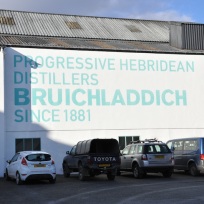 PROGRESSIVE HEBRIDEAN
DISTILLERS
BRUICHLADDICH
SINCE 1881
TOYOTA